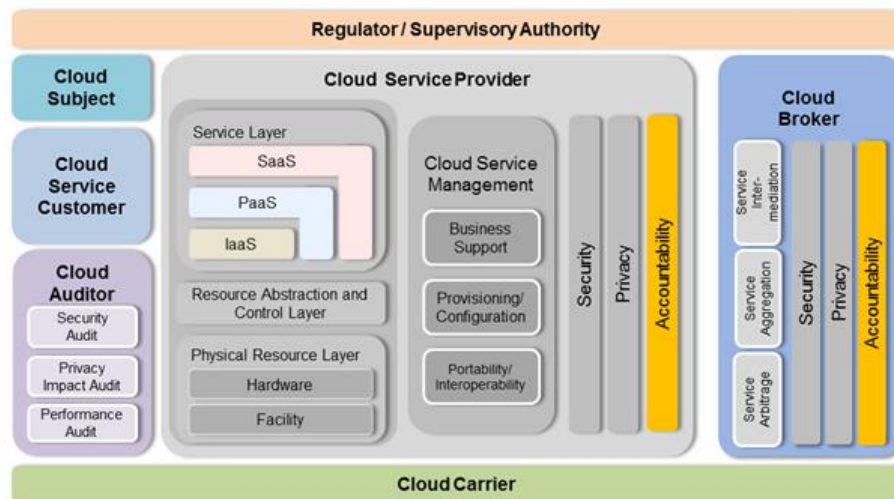 Regulator / Supervisory Authority
Cloud
Subject
Cloud
Service
Customer
Cloud
Auditor
Security
Audit
Privacy
Impact Audit
Performance
Audit
Cloud Service Provider
Service Layer
SaaS
PaaS
IaaS
Resource Abstraction and
Control Layer
Physical Resource Layer
Hardware
Facility
Cloud Service
Management
Business
Support
Provisioning/
Configuration
Portability/
Interoperability
Security
Privacy
Accountability
Cloud
Broker
Service
Inter-
mediation
Service
Aggregation
Service
Arbitrage
Security
Privacy
Accountability
Cloud Carrier